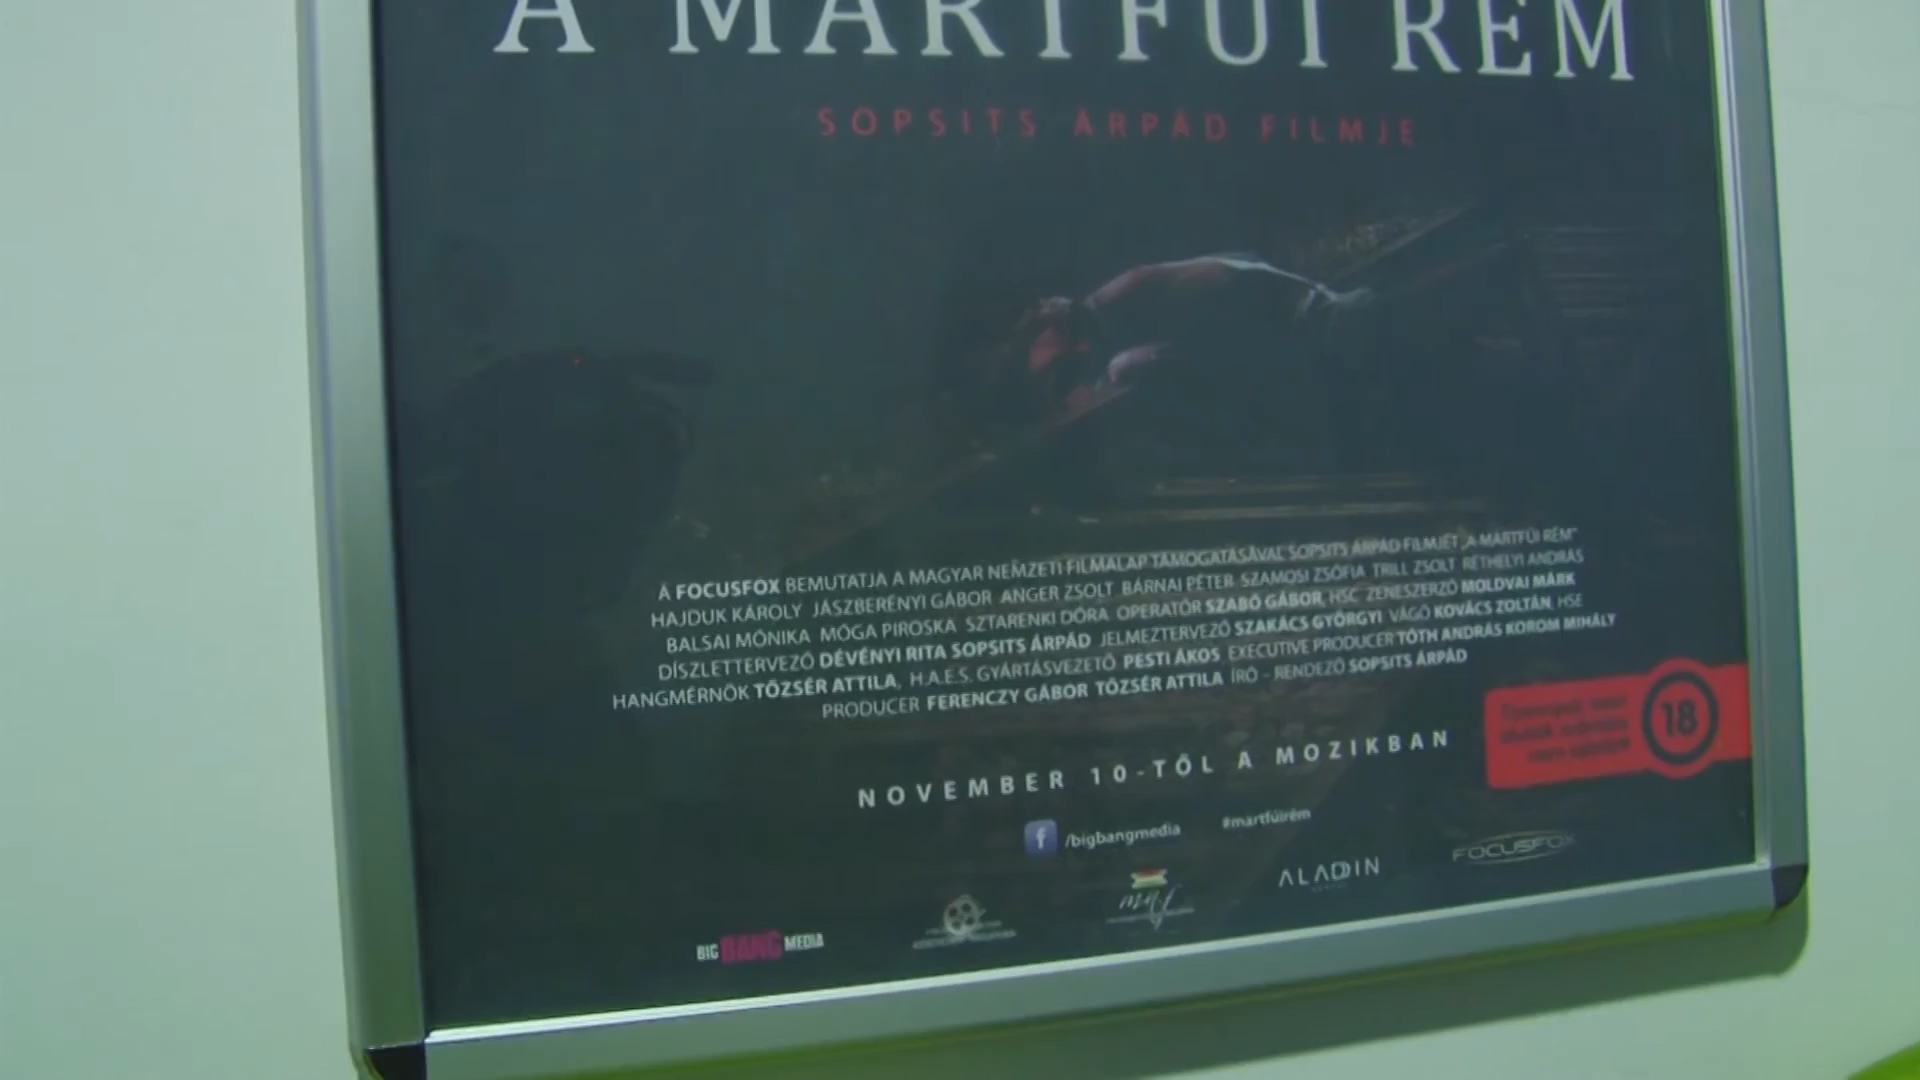 A MARTFŰI RÉM
SOPSITS ÁRPÁD FILMJE
A FOCUSFOX BEMUTATJA A MAGYAR NEMZETI FILMALAP TÁMOGATÁSÁVAL SOPSITS ÁRPÁD FILMJÉT „A MARTFŰI RÉM"
HAJDUK KÁROLY JÁSZBERÉNYI GÁBOR ANGER ZSOLT BÁRNAI PÉTER SZAMOSI ZSÓFIA TRILL ZSOLT RÉTHELYI ANDRÁS
BALSAI MÓNIKA MÓGA PIROSKA SZTARENKI DÓRA OPERATŐR SZABÓ GÁBOR, HSC ZENESZERZŐ MOLDVAI MÁRK
DÍSZLETTERVEZŐ DÉVÉNYI RITA SOPSITS ÁRPÁD JELMEZTERVEZŐ SZAKÁCS GYÖRGYI VÁGÓ KOVÁCS ZOLTÁN, HSE
HANGMÉRNÖK TŐZSÉR ATTILA, H.A.E.S. GYÁRTÁSVEZETŐ PESTI ÁKOS EXECUTIVE PRODUCER TÓTH ANDRÁS KOROM MIHÁLY
PRODUCER FERENCZY GÁBOR TŐZSÉR ATTILA ÍRÓ - RENDEZŐ SOPSITS ÁRPÁD
18
NOVEMBER 10-TŐL A MOZIKBAN
f /bigbangmedia #martfűirém
BIG BANG MEDIA
mnf
ALADIN
FOCUSFOX